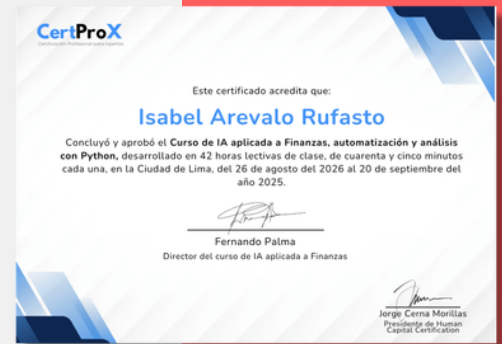 CertProX
Certificación Profesional para Expertos
Este certificado acredita que:
Isabel Arevalo Rufasto
Concluyó y aprobó el Curso de IA aplicada a Finanzas, automatización y análisis
con Python, desarrollado en 42 horas lectivas de clase, de cuarenta y cinco minutos
cada una, en la Ciudad de Lima, del 26 de agosto del 2026 al 20 de septiembre del
año 2025.
Fernando Palma
Director del curso de IA aplicada a Finanzas
Jorge Cerna Morillas
Presidente de Human
Capital Certification